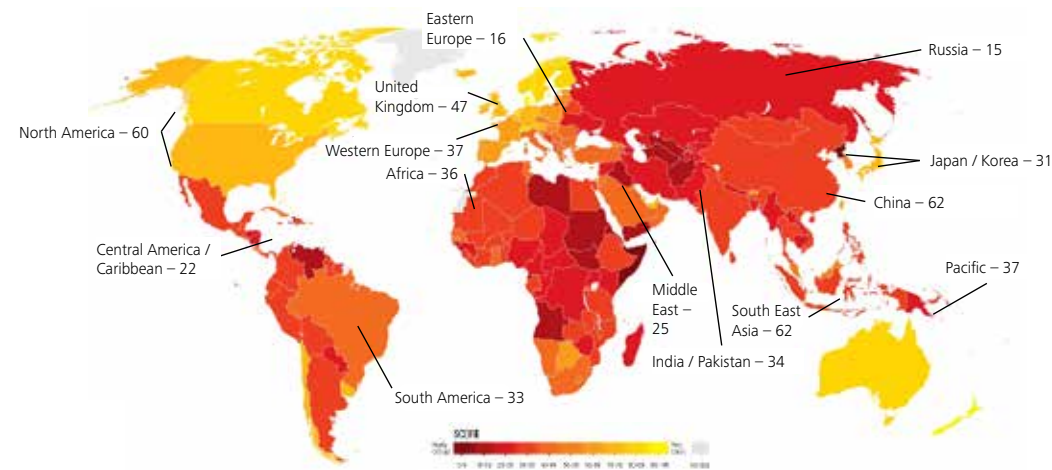 Eastern
Europe – 16
Russia – 15
United
Kingdom – 47
North America – 60
Western Europe – 37
Japan / Korea – 31
Africa – 36
China – 62
Central America /
Caribbean – 22
Pacific – 37
Middle
East –
25
South East
Asia – 62
India / Pakistan – 34
South America – 33
SCORE